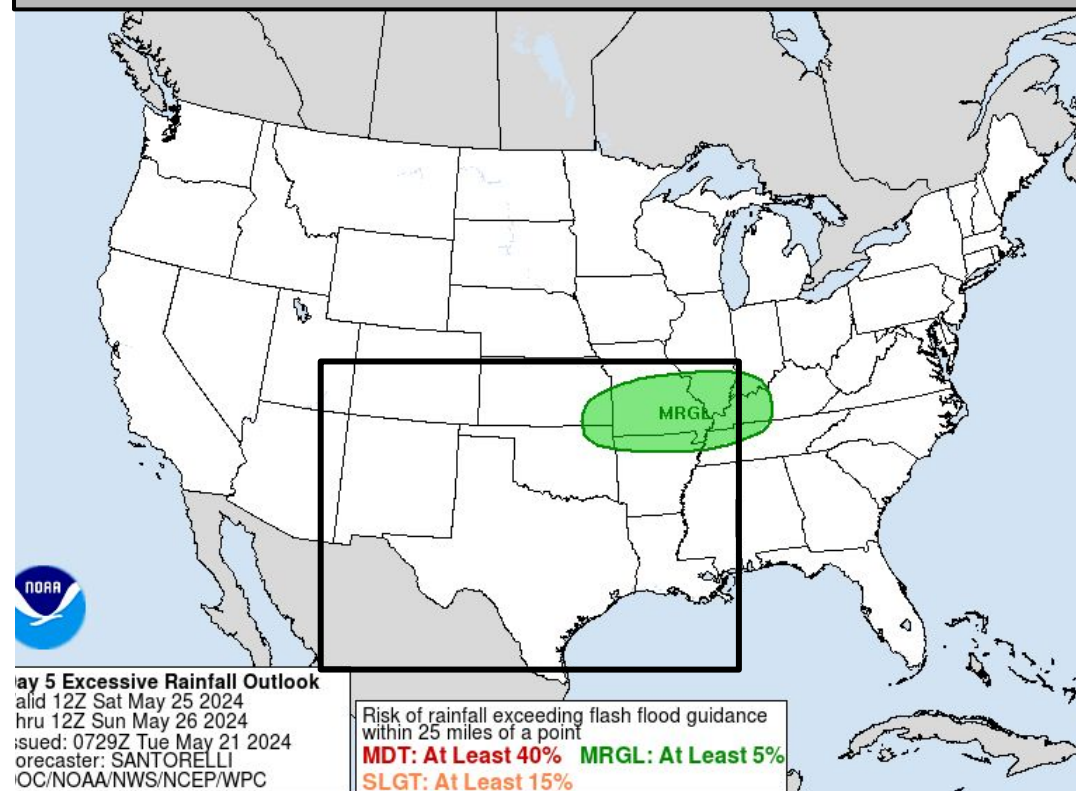 MRGL
NOAA
ay 5 Excessive Rainfall Outlook
alid 12Z Sat May 25 2024
hru 12Z Sun May 26 2024
ssued: 0729Z Tue May 21 2024
orecaster: SANTORELLI
OC/NOAA/NWS/NCEP/WPC
Risk of rainfall exceeding flash flood guidance
within 25 miles of a point
MDT: At Least 40% MRGL: At Least 5%
SLGT: At Least 15%